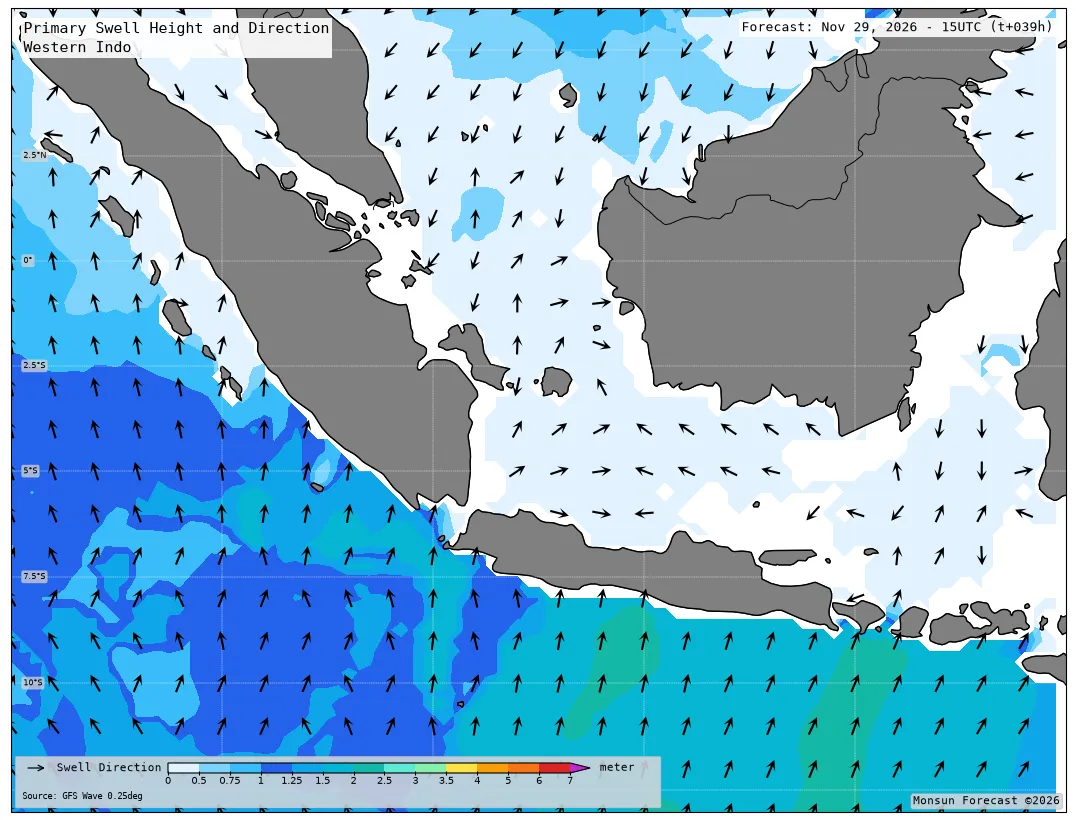 Primary Swell Height and Direction
Western Indo
Forecast: Nov 29, 2026 - 15UTC (t+039h)
2.5°N
0°
2.5°S
5°S
7.5°S
10°S
Swell Direction
meter
0 0.5 0.75 1 1.25 1.5 2 2.5 3 3.5 4 5 6 7
Source: GFS Wave 0.25deg
Monsun Forecast ©2026